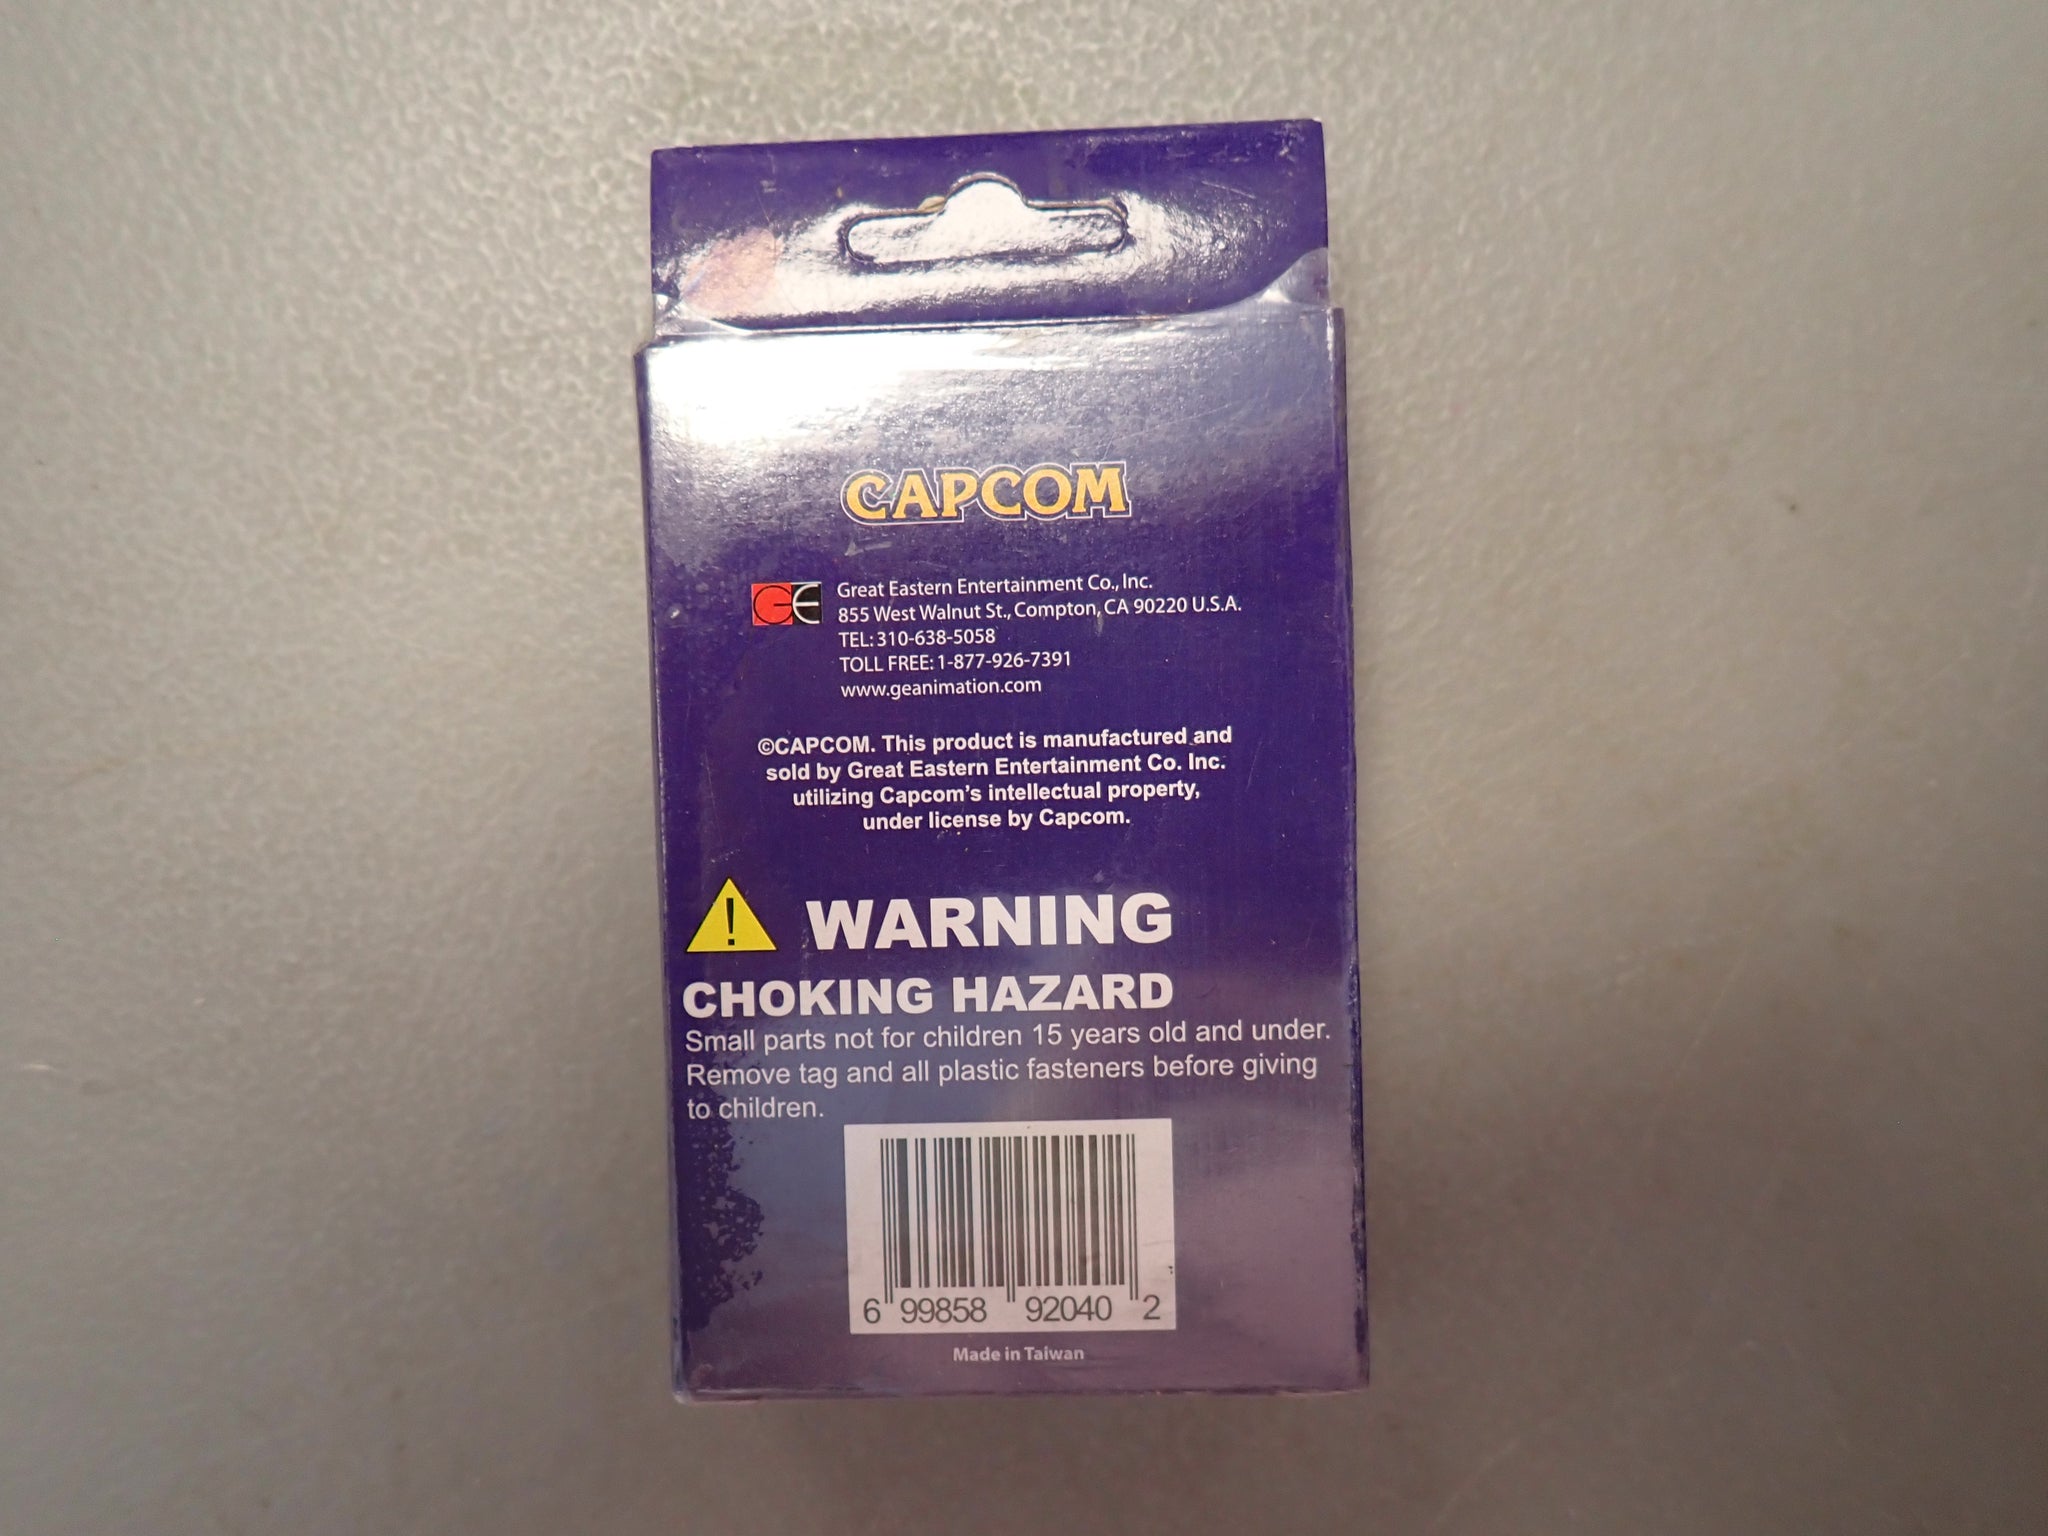 CAPCOM
GE
Great Eastern Entertainment Co., Inc.
855 West Walnut St., Compton, CA 90220 U.S.A.
TEL: 310-638-5058
TOLL FREE: 1-877-926-7391
www.geanimation.com
©CAPCOM. This product is manufactured and
sold by Great Eastern Entertainment Co. Inc.
utilizing Capcom's intellectual property,
under license by Capcom.
! WARNING
CHOKING HAZARD
Small parts not for children 15 years old and under.
Remove tag and all plastic fasteners before giving
to children.
6 99858 92040 2
Made in Taiwan